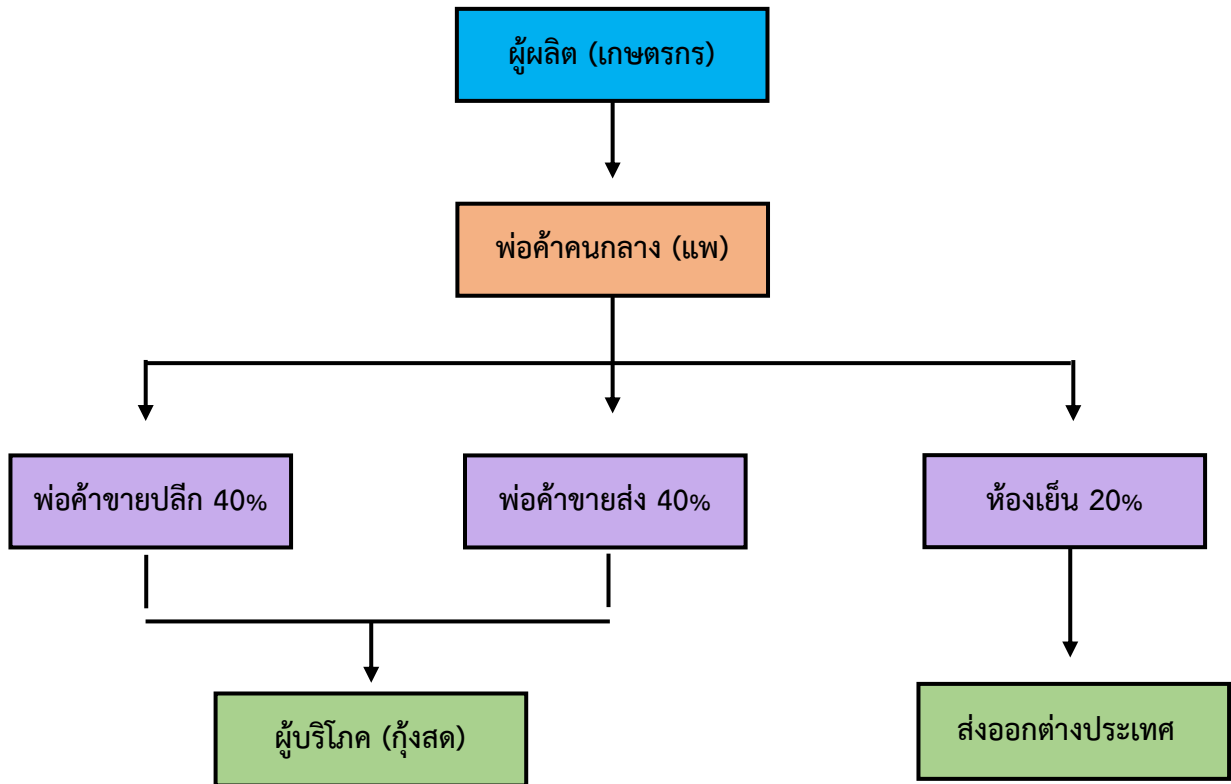 ผู้ผลิต (เกษตรกร)
พ่อค้าคนกลาง (แพ)
พ่อค้าขายปลีก 40%
พ่อค้าขายส่ง 40%
ห้องเย็น 20%
ผู้บริโภค (กุ้งสด)
ส่งออกต่างประเทศ